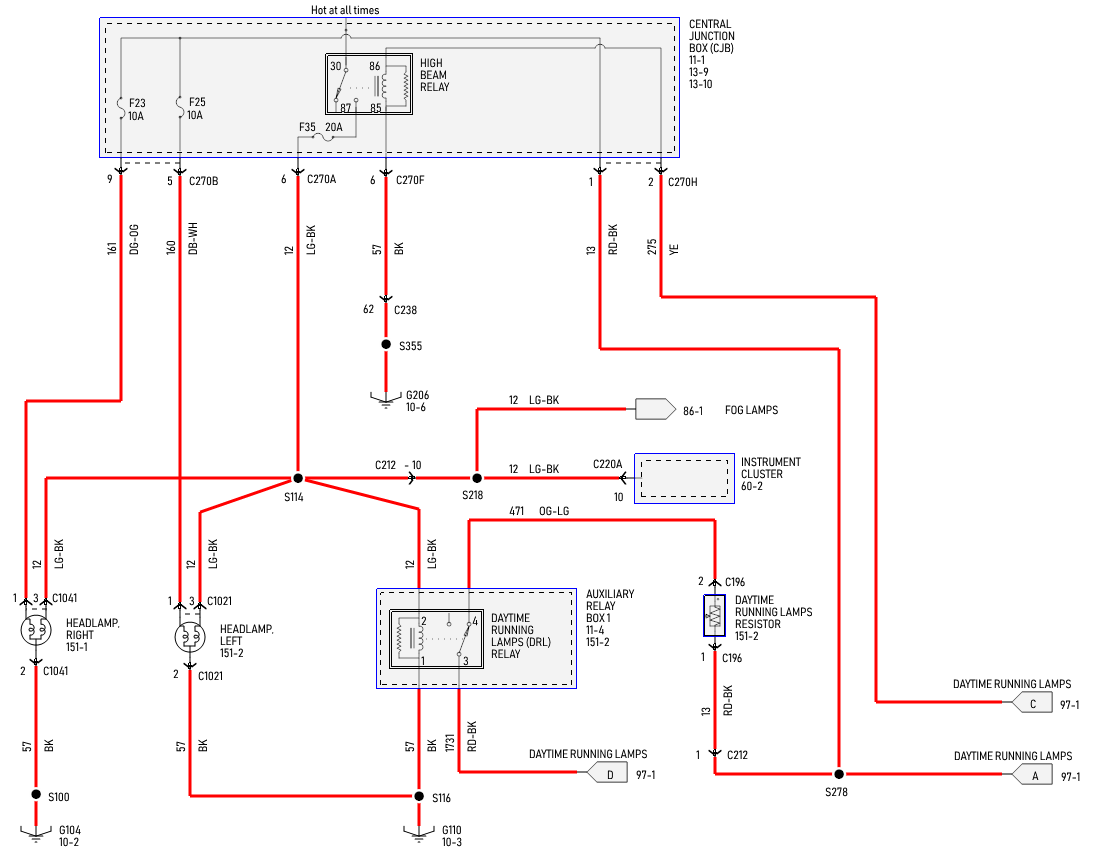 Hot at all times
CENTRAL
JUNCTION
BOX (CJB)
11-1
13-9
13-10
30
86
87
85
HIGH
BEAM
RELAY
F23
10A
F25
10A
F35 20A
9
5 C270B
6 C270A
6 C270F
1
2 C270H
161
DG-OG
160
DB-WH
12
LG-BK
57
BK
13
RD-BK
275
YE
62 C238
S355
G206
10-6
12 LG-BK
86-1 FOG LAMPS
C212 - 10
12 LG-BK
C220A
10
INSTRUMENT
CLUSTER
60-2
S114
S218
471 OG-LG
12
LG-BK
12
LG-BK
12
LG-BK
1 3 C1041
HEADLAMP,
RIGHT
151-1
2 C1041
1 3 C1021
HEADLAMP,
LEFT
151-2
2 C1021
2
4
1
3
DAYTIME
RUNNING
LAMPS (DRL)
RELAY
AUXILIARY
RELAY
BOX 1
11-4
151-2
2 C196
DAYTIME
RUNNING LAMPS
RESISTOR
151-2
1 C196
13
RD-BK
1 C212
DAYTIME RUNNING LAMPS
C 97-1
57
BK
57
BK
57
BK
1731
RD-BK
DAYTIME RUNNING LAMPS
D 97-1
DAYTIME RUNNING LAMPS
A 97-1
S278
S100
S116
G104
10-2
G110
10-3